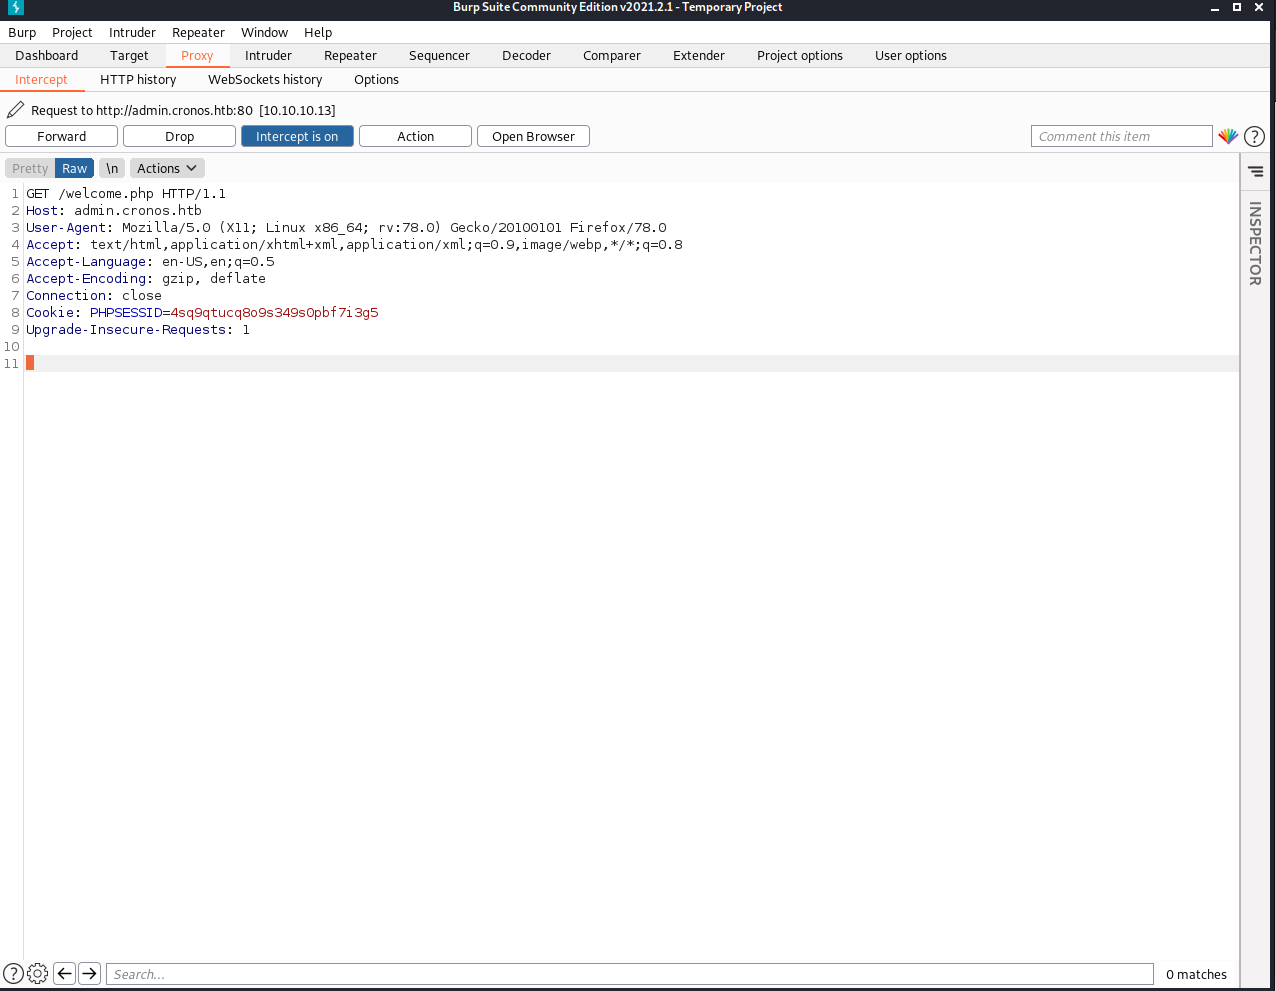 Burp Suite Community Edition v2021.2.1 - Temporary Project
Burp Project Intruder Repeater Window Help
Dashboard Target Proxy Intruder Repeater Sequencer Decoder Comparer Extender Project options User options
Intercept HTTP history WebSockets history Options
Request to http://admin.cronos.htb:80 [10.10.10.13]
Forward Drop Intercept is on Action Open Browser Comment this item ?
Pretty Raw \n Actions
INSPECTOR
1 GET /welcome.php HTTP/1.1
2 Host: admin.cronos.htb
3 User-Agent: Mozilla/5.0 (X11; Linux x86_64; rv:78.0) Gecko/20100101 Firefox/78.0
4 Accept: text/html,application/xhtml+xml,application/xml;q=0.9,image/webp,*/*;q=0.8
5 Accept-Language: en-US,en;q=0.5
6 Accept-Encoding: gzip, deflate
7 Connection: close
8 Cookie: PHPSESSID=4sq9qtucq8o9s349s0pbf7i3g5
9 Upgrade-Insecure-Requests: 1
10
11
? Search... 0 matches